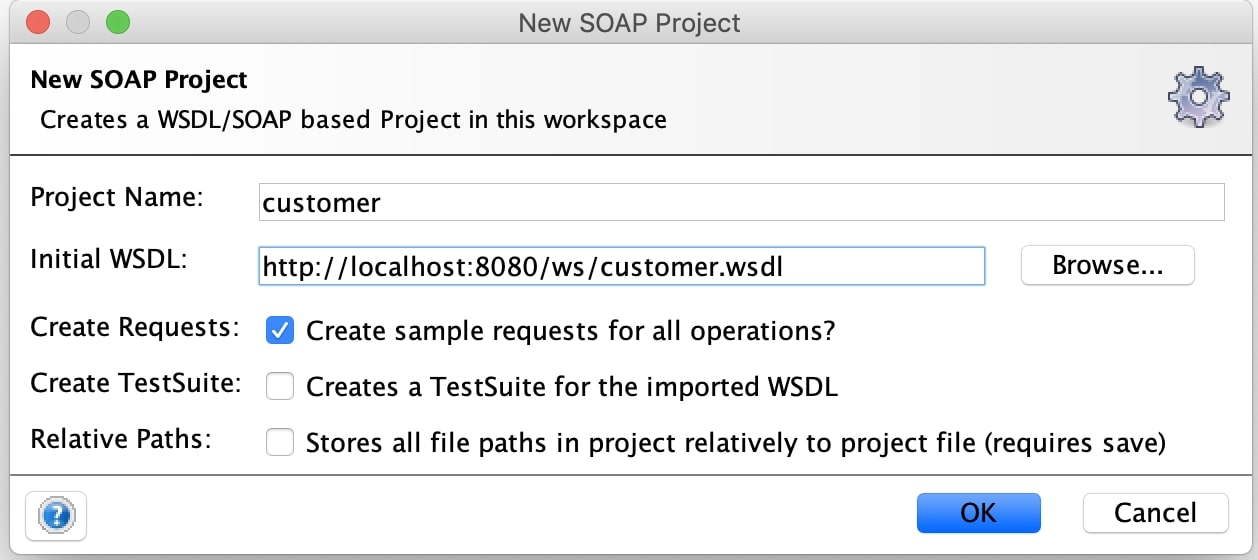 New SOAP Project
New SOAP Project
Creates a WSDL/SOAP based Project in this workspace
Project Name: customer
Initial WSDL: http://localhost:8080/ws/customer.wsdl Browse...
Create Requests: Create sample requests for all operations?
Create TestSuite: Creates a TestSuite for the imported WSDL
Relative Paths: Stores all file paths in project relatively to project file (requires save)
? OK Cancel